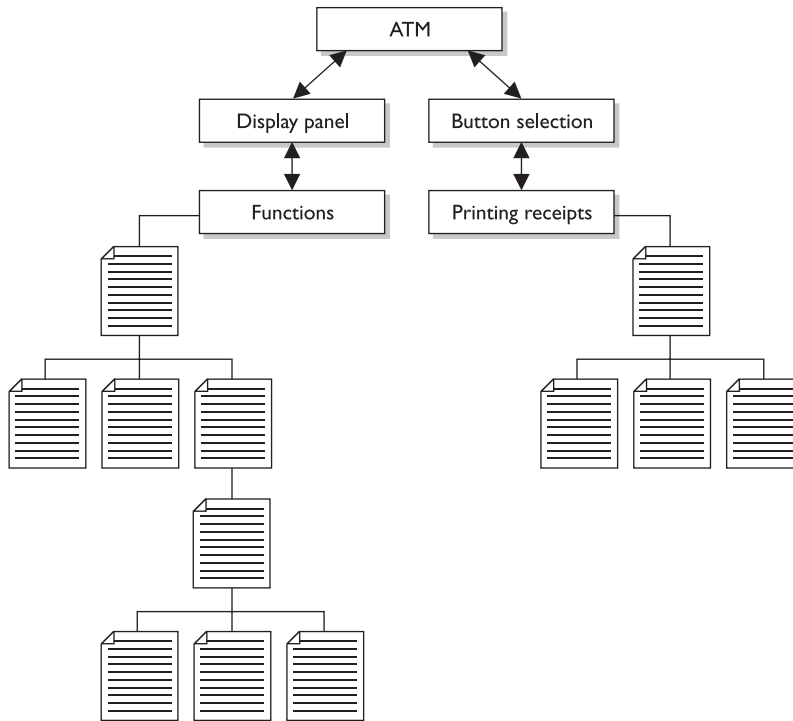 ATM
Display panel
Button selection
Functions
Printing receipts